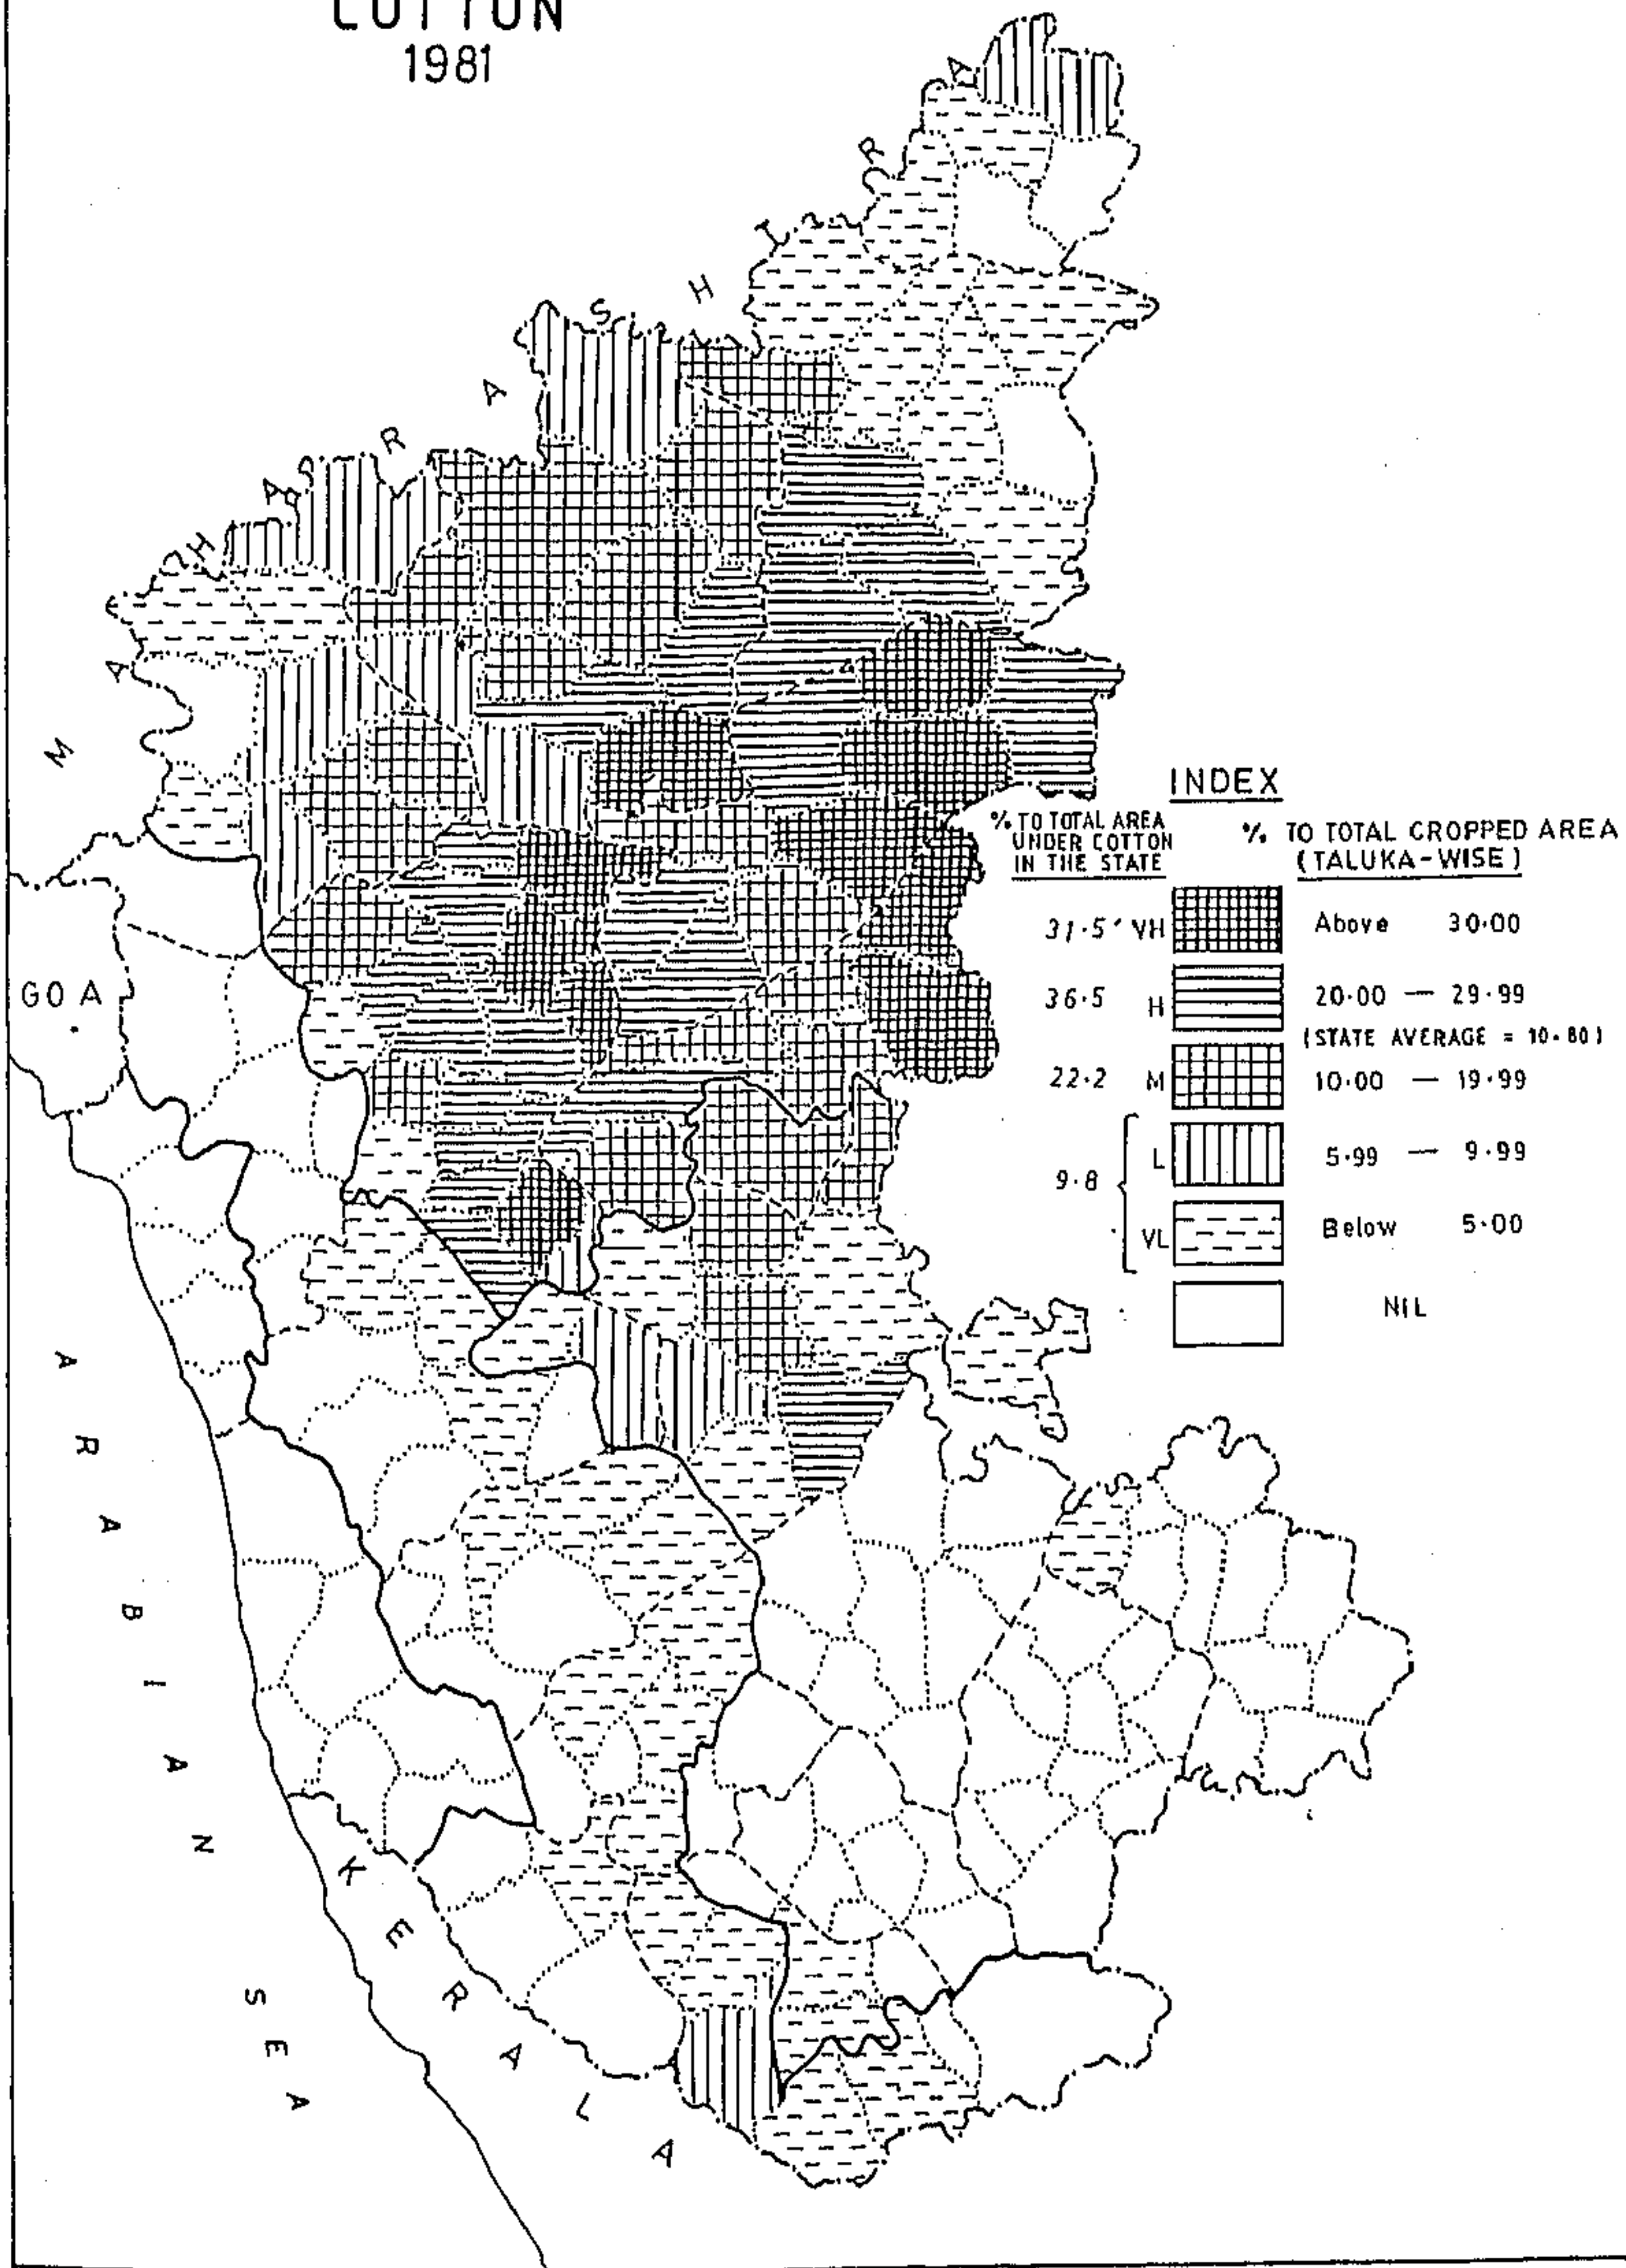 COTTON
1981
MAHARASHTRA
GOA
ARABIAN SEA
KERALA
INDEX
% TO TOTAL AREA
UNDER COTTON
IN THE STATE
% TO TOTAL CROPPED AREA
(TALUKA-WISE)
31.5 VH Above 30.00
36.5 H 20.00 — 29.99
(STATE AVERAGE = 10.80)
22.2 M 10.00 — 19.99
9.8 L 5.99 — 9.99
VL Below 5.00
NIL